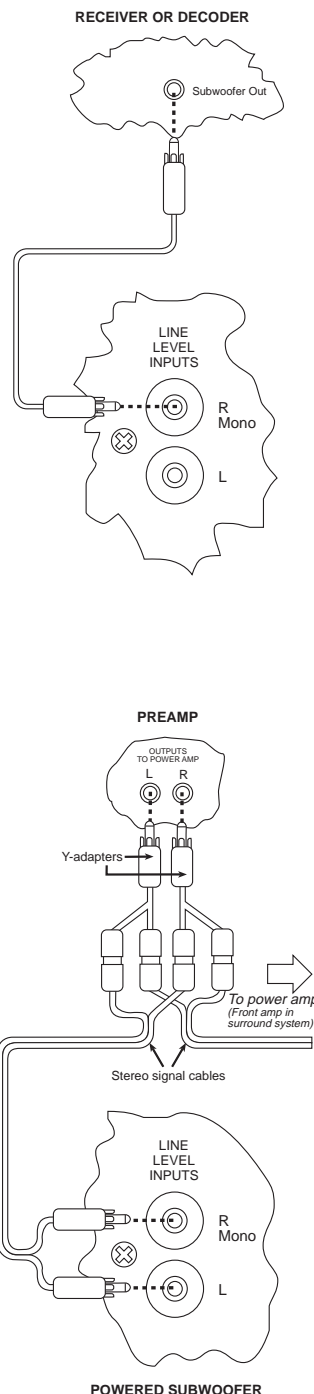 RECEIVER OR DECODER
Subwoofer Out
LINE
LEVEL
INPUTS
R
Mono
L
PREAMP
OUTPUTS
TO POWER AMP
L R
Y-adapters
To power amp
(Front amp in
surround system)
Stereo signal cables
LINE
LEVEL
INPUTS
R
Mono
L
POWERED SUBWOOFER